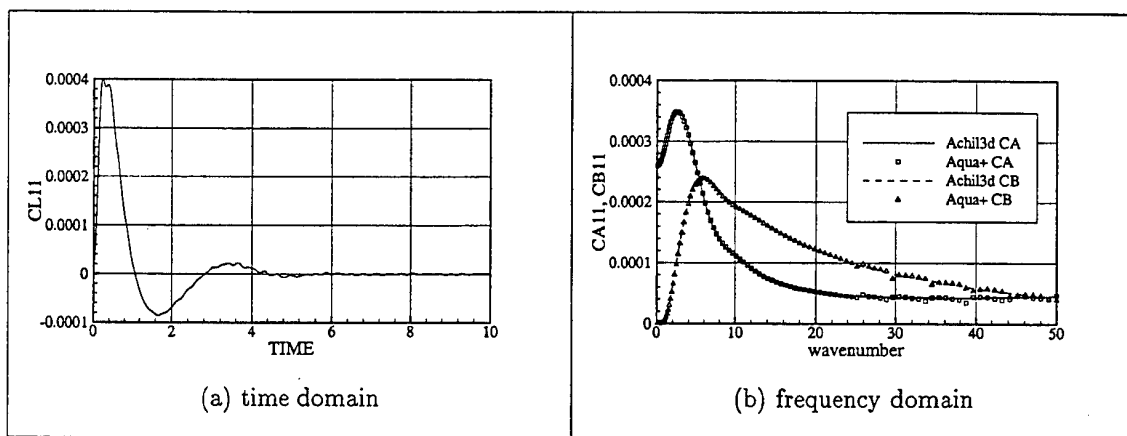 CL11
0.0004
0.0003
0.0002
0.0001
0
-0.0001
0 2 4 6 8 10
TIME
(a) time domain
CA11, CB11
0.0004
0.0003
0.0002
0.0001
0
0 10 20 30 40 50
wavenumber
Achil3d CA
Aqua+ CA
Achil3d CB
Aqua+ CB
(b) frequency domain